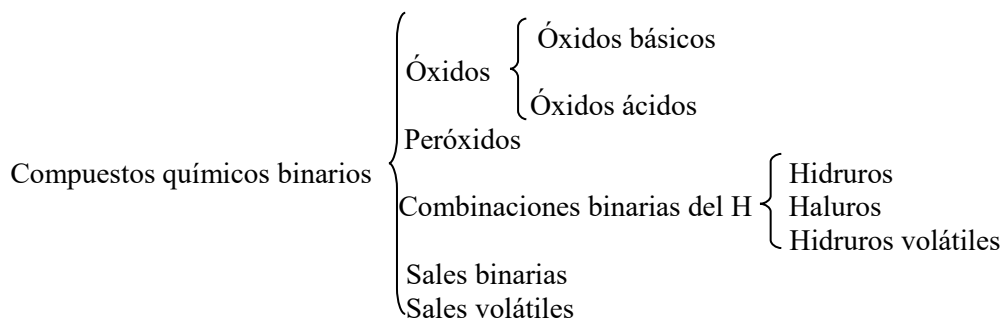 Óxidos básicos
Óxidos
Óxidos ácidos
Peróxidos
Compuestos químicos binarios
Hidruros
Combinaciones binarias del H
Haluros
Hidruros volátiles
Sales binarias
Sales volátiles